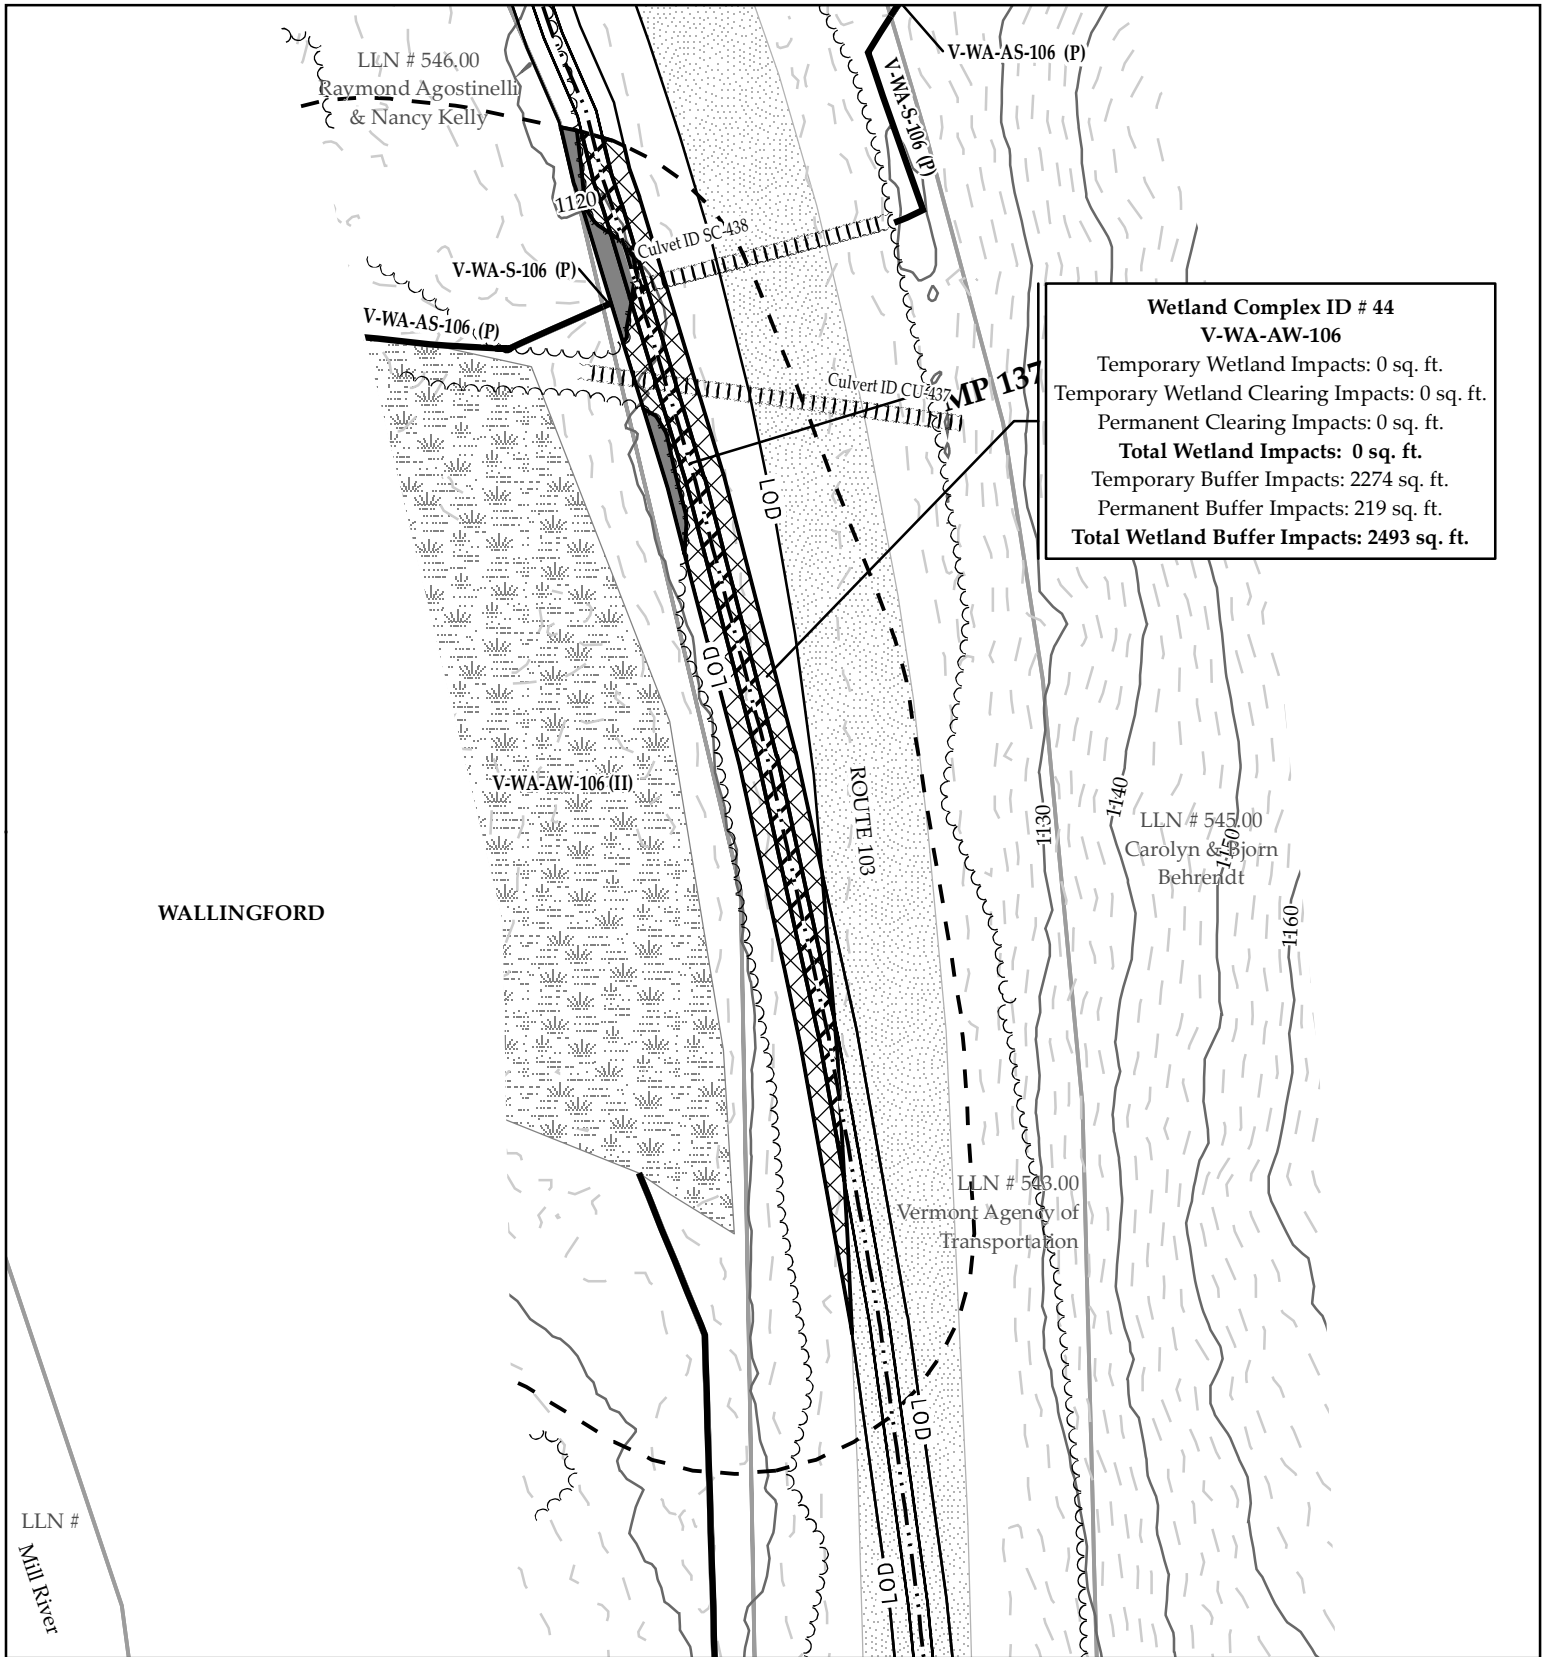 LLN # 546.00
Raymond Agostinelli
& Nancy Kelly
V-WA-AS-106 (P)
V-WA-S-106 (P)
1120
Culvet ID SC-438
V-WA-S-106 (P)
V-WA-AS-106 (P)
Culvert ID CU-437
MP 137
Wetland Complex ID # 44
V-WA-AW-106
Temporary Wetland Impacts: 0 sq. ft.
Temporary Wetland Clearing Impacts: 0 sq. ft.
Permanent Clearing Impacts: 0 sq. ft.
Total Wetland Impacts: 0 sq. ft.
Temporary Buffer Impacts: 2274 sq. ft.
Permanent Buffer Impacts: 219 sq. ft.
Total Wetland Buffer Impacts: 2493 sq. ft.
LOD
LOD
V-WA-AW-106 (II)
ROUTE 103
1130
1140
1150
1160
LLN # 545.00
Carolyn & Bjorn
Behrendt
WALLINGFORD
LLN # 543.00
Vermont Agency of
Transportation
LOD
LOD
LLN #
Mill River